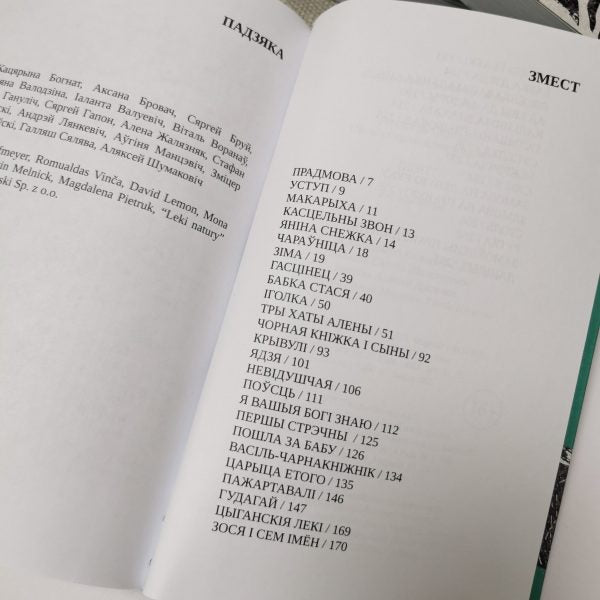 ПАДЗЯКА
Кацярына Богнат, Аксана Бровач, Сяргей Бруй,
Валодзіна, Іаланта Валуевіч, Віталь Воранаў,
Гануліч, Сяргей Гапон, Алена Жалязняк, Стафан
Андрэй Лянкевіч, Аўгіня Манцэвіч, Зміцер
Галляш Сялява, Аляксей Шумаковіч
Romualdas Vinča, David Lemon, Mona
Melnick, Magdalena Pietruk, “Leki natury”
Sp. z o.o.
ЗМЕСТ
ПРАДМОВА / 7
УСТУП / 9
МАКАРЫХА / 11
КАСЦЕЛЬНЫ ЗВОН / 13
ЯНІНА СНЕЖКА / 14
ЧАРАЎНІЦА / 18
ЗІМА / 19
ГАСЦІНЕЦ / 39
БАБКА СТАСЯ / 40
ІГОЛКА / 50
ТРЫ ХАТЫ АЛЕНЫ / 51
ЧОРНАЯ КНІЖКА І СЫНЫ / 92
КРЫВУЛІ / 93
ЯДЗЯ / 101
НЕВІДУШЧАЯ / 106
ПОЎСЦЬ / 111
Я ВАШЫЯ БОГІ ЗНАЮ / 112
ПЕРШЫ СТРЭЧНЫ / 125
ПОШЛА ЗА БАБУ / 126
ВАСІЛЬ-ЧАРНАКНІЖНІК / 134
ЦАРЫЦА ЕТОГО / 135
ПАЖАРТАВАЛІ / 146
ГУДАГАЙ / 147
ЦЫГАНСКІЯ ЛЕКІ / 169
ЗОСЯ І СЕМ ІМЁН / 170